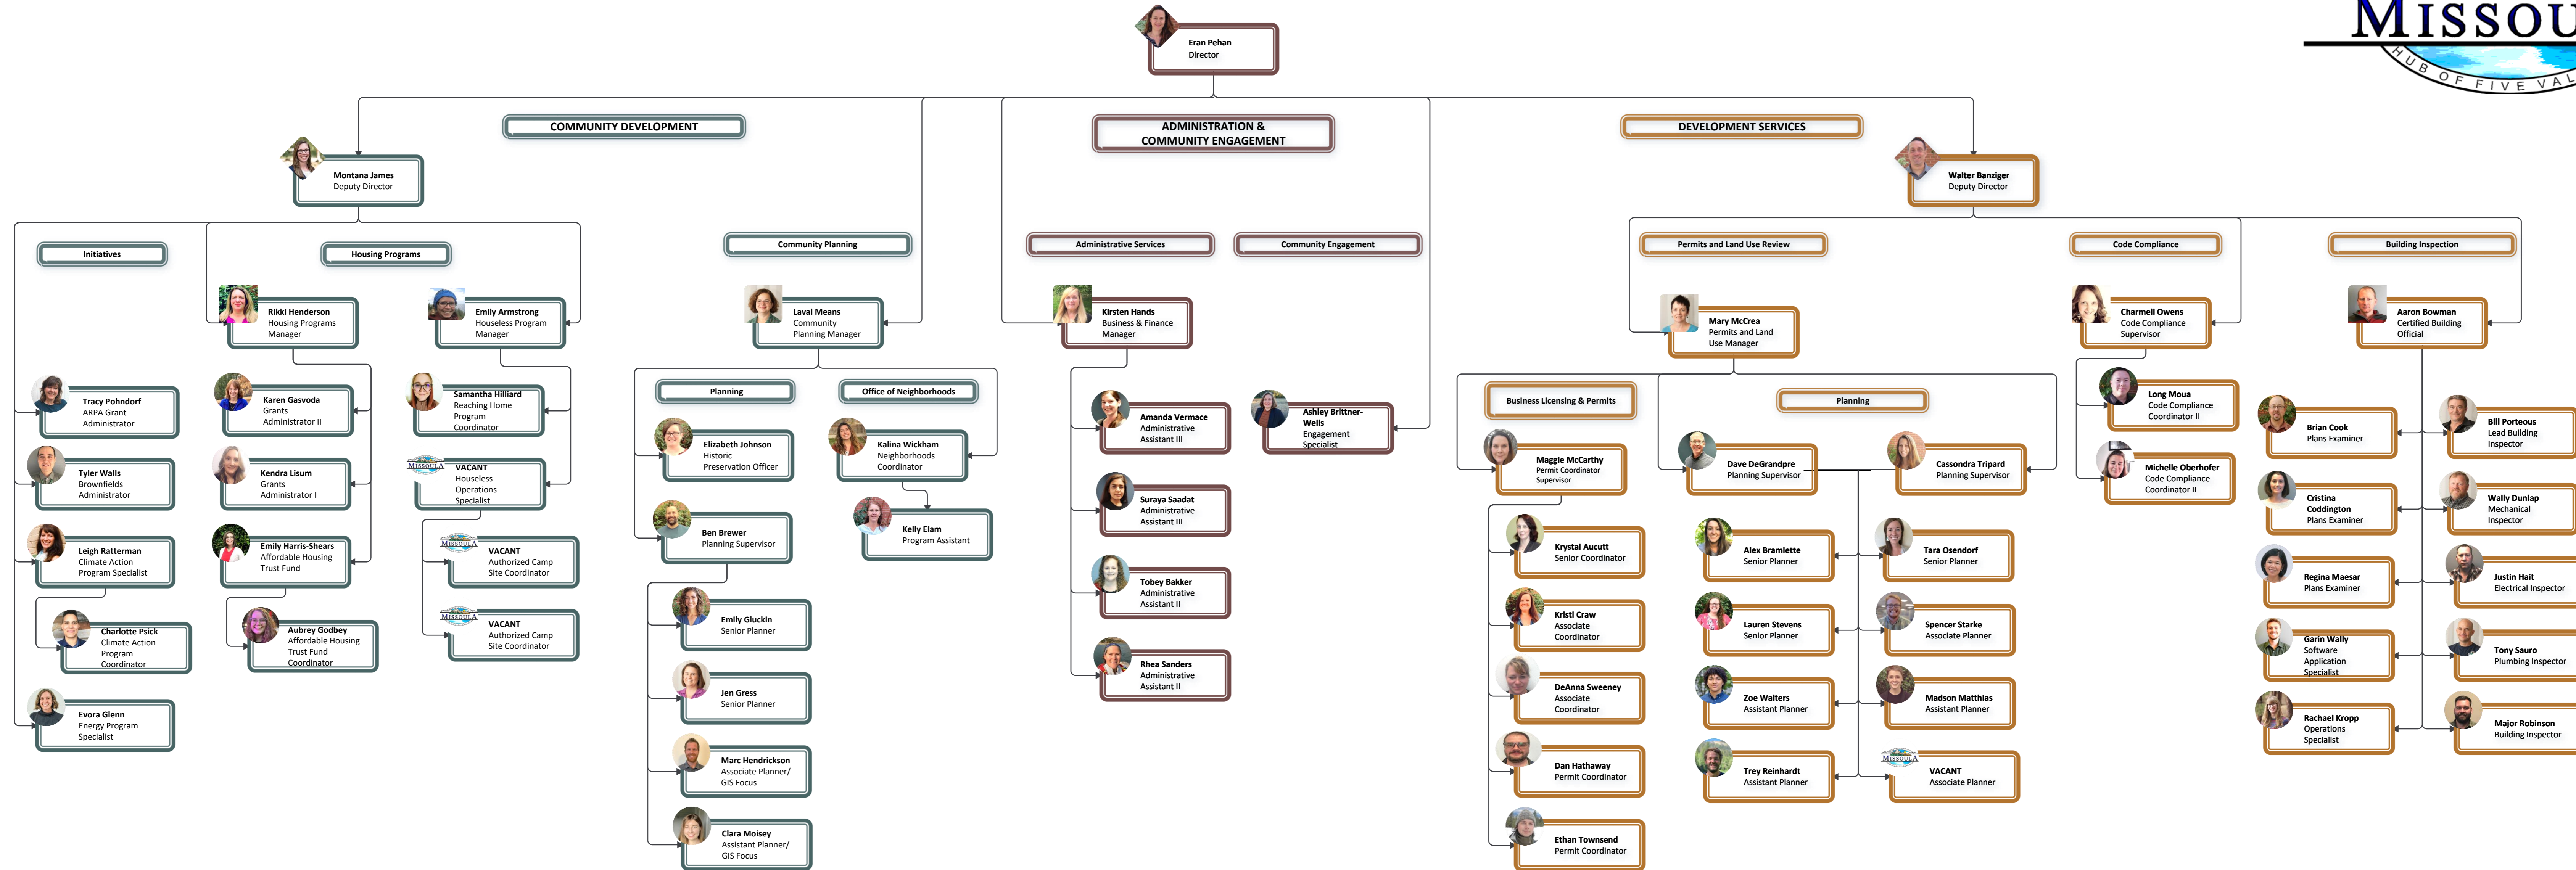 MISSOU
HUB OF FIVE VAL
Eran Pehan
Director
COMMUNITY DEVELOPMENT
ADMINISTRATION &
COMMUNITY ENGAGEMENT
DEVELOPMENT SERVICES
Montana James
Deputy Director
Walter Banziger
Deputy Director
Initiatives
Housing Programs
Community Planning
Administrative Services
Community Engagement
Permits and Land Use Review
Code Compliance
Building Inspection
Rikki Henderson
Housing Programs
Manager
Emily Armstrong
Houseless Program
Manager
Laval Means
Community
Planning Manager
Kirsten Hands
Business & Finance
Manager
Mary McCrea
Permits and Land
Use Manager
Charmell Owens
Code Compliance
Supervisor
Aaron Bowman
Certified Building
Official
Tracy Pohndorf
ARPA Grant
Administrator
Tyler Walls
Brownfields
Administrator
Leigh Ratterman
Climate Action
Program Specialist
Charlotte Psick
Climate Action
Program
Coordinator
Evora Glenn
Energy Program
Specialist
Karen Gasvoda
Grants
Administrator II
Kendra Lisum
Grants
Administrator I
Emily Harris-Shears
Affordable Housing
Trust Fund
Aubrey Godbey
Affordable Housing
Trust Fund
Coordinator
Samantha Hilliard
Reaching Home
Program
Coordinator
MISSOULA
VACANT
Houseless
Operations
Specialist
MISSOULA
VACANT
Authorized Camp
Site Coordinator
MISSOULA
VACANT
Authorized Camp
Site Coordinator
Planning
Office of Neighborhoods
Elizabeth Johnson
Historic
Preservation Officer
Ben Brewer
Planning Supervisor
Emily Gluckin
Senior Planner
Jen Gress
Senior Planner
Marc Hendrickson
Associate Planner/
GIS Focus
Clara Moisey
Assistant Planner/
GIS Focus
Kalina Wickham
Neighborhoods
Coordinator
Kelly Elam
Program Assistant
Amanda Vermace
Administrative
Assistant III
Suraya Saadat
Administrative
Assistant III
Tobey Bakker
Administrative
Assistant II
Rhea Sanders
Administrative
Assistant II
Ashley Brittner-
Wells
Engagement
Specialist
Business Licensing & Permits
Planning
Maggie McCarthy
Permit Coordinator
Supervisor
Krystal Aucutt
Senior Coordinator
Kristi Craw
Associate
Coordinator
DeAnna Sweeney
Associate
Coordinator
Dan Hathaway
Permit Coordinator
Ethan Townsend
Permit Coordinator
Dave DeGrandpre
Planning Supervisor
Cassondra Tripard
Planning Supervisor
Alex Bramlette
Senior Planner
Tara Osendorf
Senior Planner
Lauren Stevens
Senior Planner
Spencer Starke
Associate Planner
Zoe Walters
Assistant Planner
Madson Matthias
Assistant Planner
Trey Reinhardt
Assistant Planner
MISSOULA
VACANT
Associate Planner
Long Moua
Code Compliance
Coordinator II
Michelle Oberhofer
Code Compliance
Coordinator II
Brian Cook
Plans Examiner
Bill Porteous
Lead Building
Inspector
Cristina
Coddington
Plans Examiner
Wally Dunlap
Mechanical
Inspector
Regina Maesar
Plans Examiner
Justin Hait
Electrical Inspector
Garin Wally
Software
Application
Specialist
Tony Sauro
Plumbing Inspector
Rachael Kropp
Operations
Specialist
Major Robinson
Building Inspector